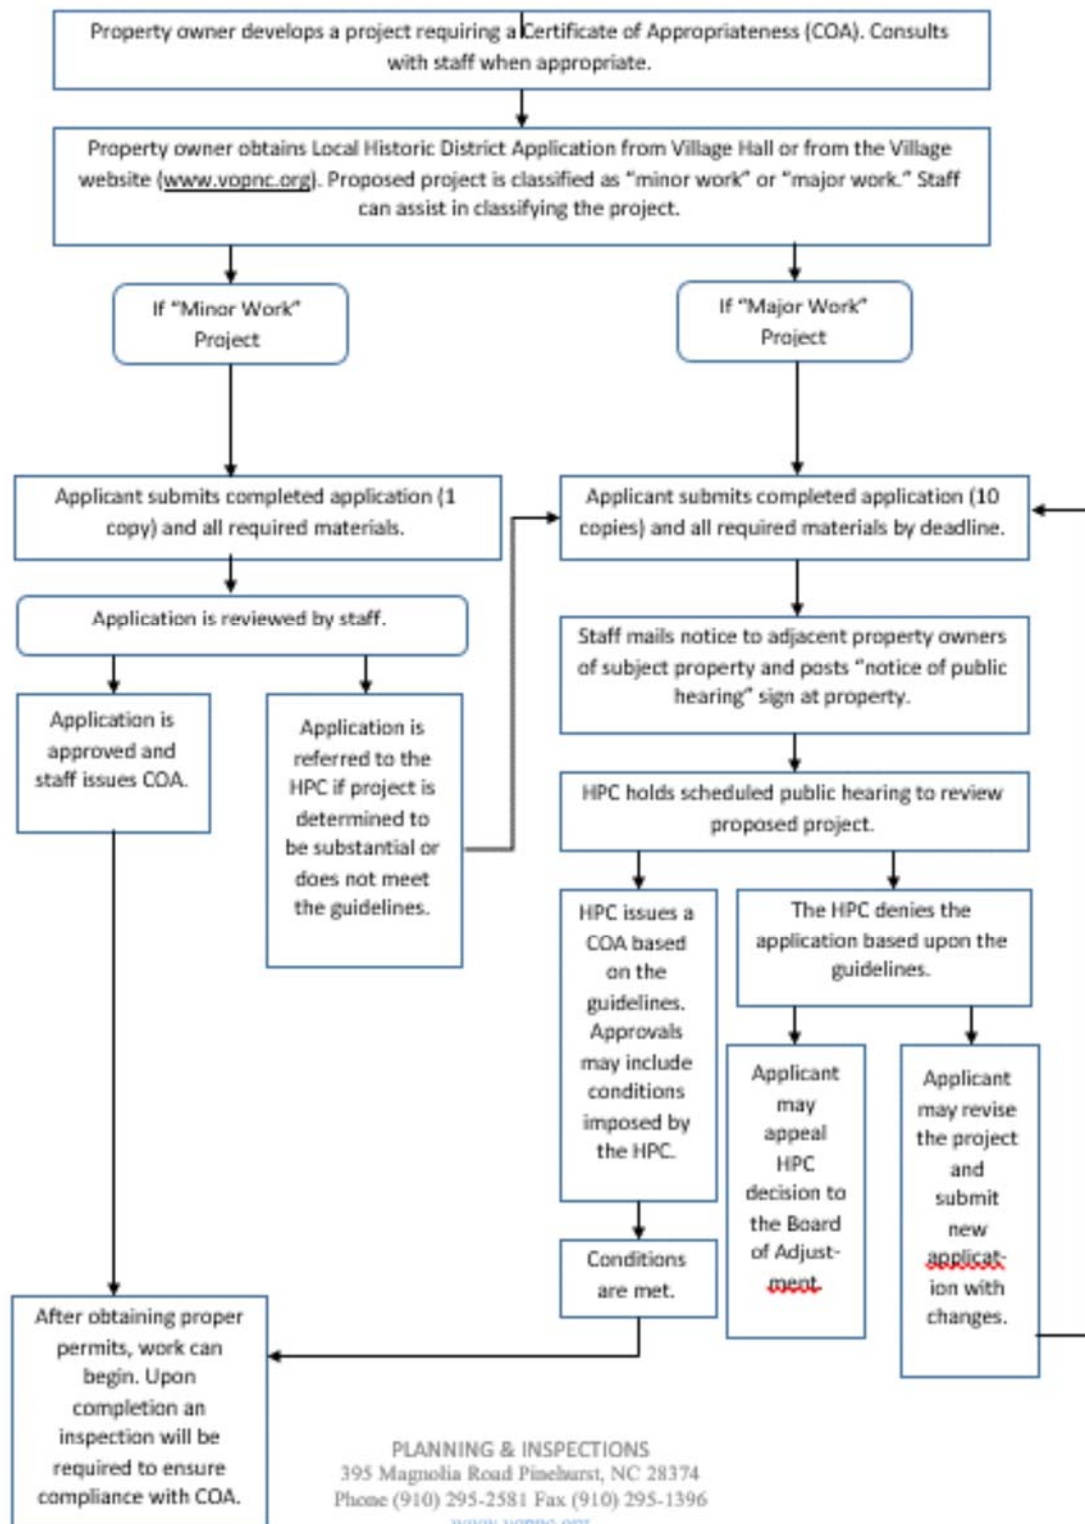 Property owner develops a project requiring a Certificate of Appropriateness (COA). Consults
with staff when appropriate.
Property owner obtains Local Historic District Application from Village Hall or from the Village
website (www.vopnc.org). Proposed project is classified as “minor work” or “major work.” Staff
can assist in classifying the project.
If “Minor Work”
Project
If “Major Work”
Project
Applicant submits completed application (1
copy) and all required materials.
Applicant submits completed application (10
copies) and all required materials by deadline.
Application is reviewed by staff.
Staff mails notice to adjacent property owners
of subject property and posts “notice of public
hearing” sign at property.
Application is
approved and
staff issues COA.
Application is
referred to the
HPC if project is
determined to
be substantial or
does not meet
the guidelines.
HPC holds scheduled public hearing to review
proposed project.
HPC issues a
COA based
on the
guidelines.
Approvals
may include
conditions
imposed by
the HPC.
The HPC denies the
application based upon the
guidelines.
Applicant
may
appeal
HPC
decision to
the Board
of Adjust-
ment.
Applicant
may revise
the project
and
submit
new
applicat-
ion with
changes.
Conditions
are met.
After obtaining proper
permits, work can
begin. Upon
completion an
inspection will be
required to ensure
compliance with COA.
PLANNING & INSPECTIONS
395 Magnolia Road Pinehurst, NC 28374
Phone (910) 295-2581 Fax (910) 295-1396
www.vopnc.org